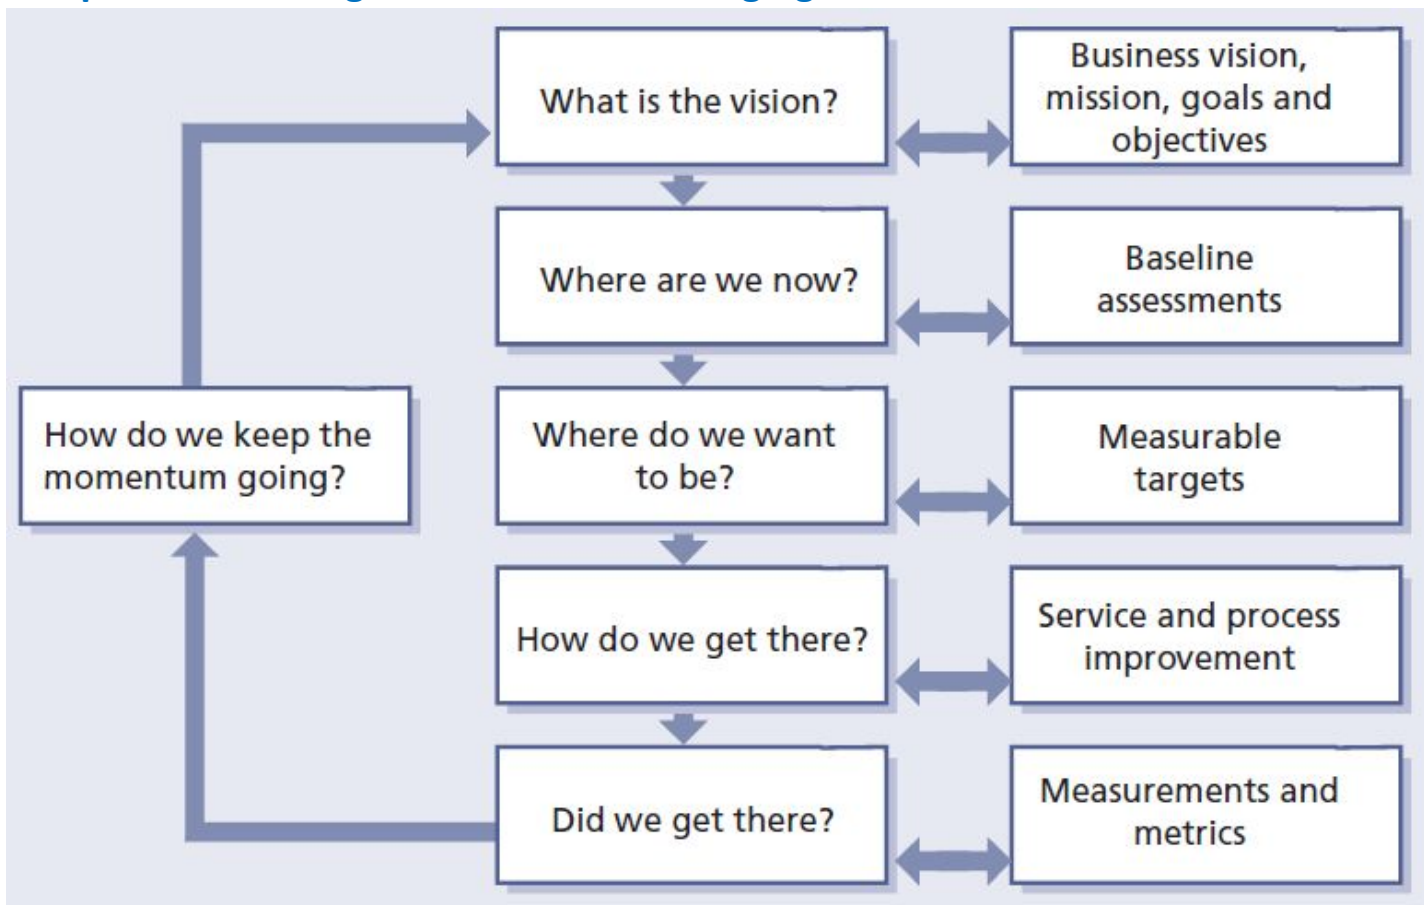 What is the vision?
Business vision,
mission, goals and
objectives
Where are we now?
Baseline
assessments
How do we keep the
momentum going?
Where do we want
to be?
Measurable
targets
How do we get there?
Service and process
improvement
Did we get there?
Measurements and
metrics